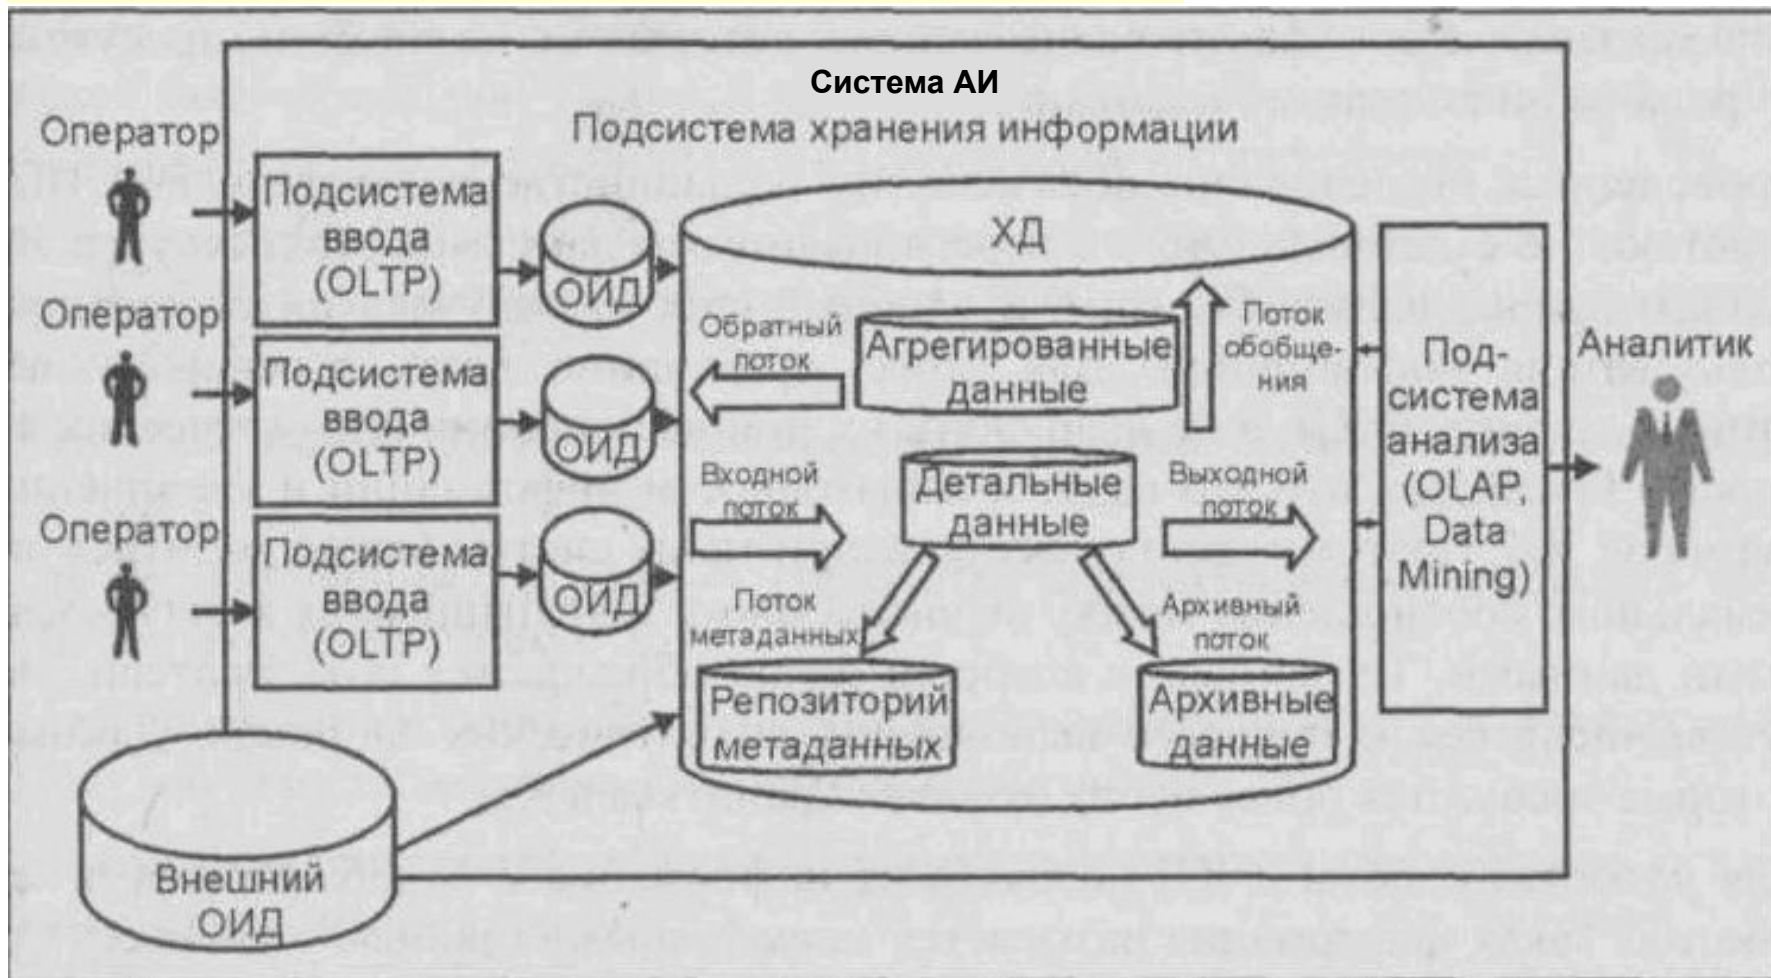 Система АИ
Подсистема хранения информации
Оператор
Подсистема
ввода
(OLTP)
ОИД
Оператор
Подсистема
ввода
(OLTP)
ОИД
Оператор
Подсистема
ввода
(OLTP)
ОИД
ХД
Обратный
поток
Агрегированные
данные
Поток
обобще-
ния
Входной
поток
Детальные
данные
Выходной
поток
Поток
метаданных
Архивный
поток
Репозиторий
метаданных
Архивные
данные
Под-
система
анализа
(OLAP,
Data
Mining)
Аналитик
Внешний
ОИД